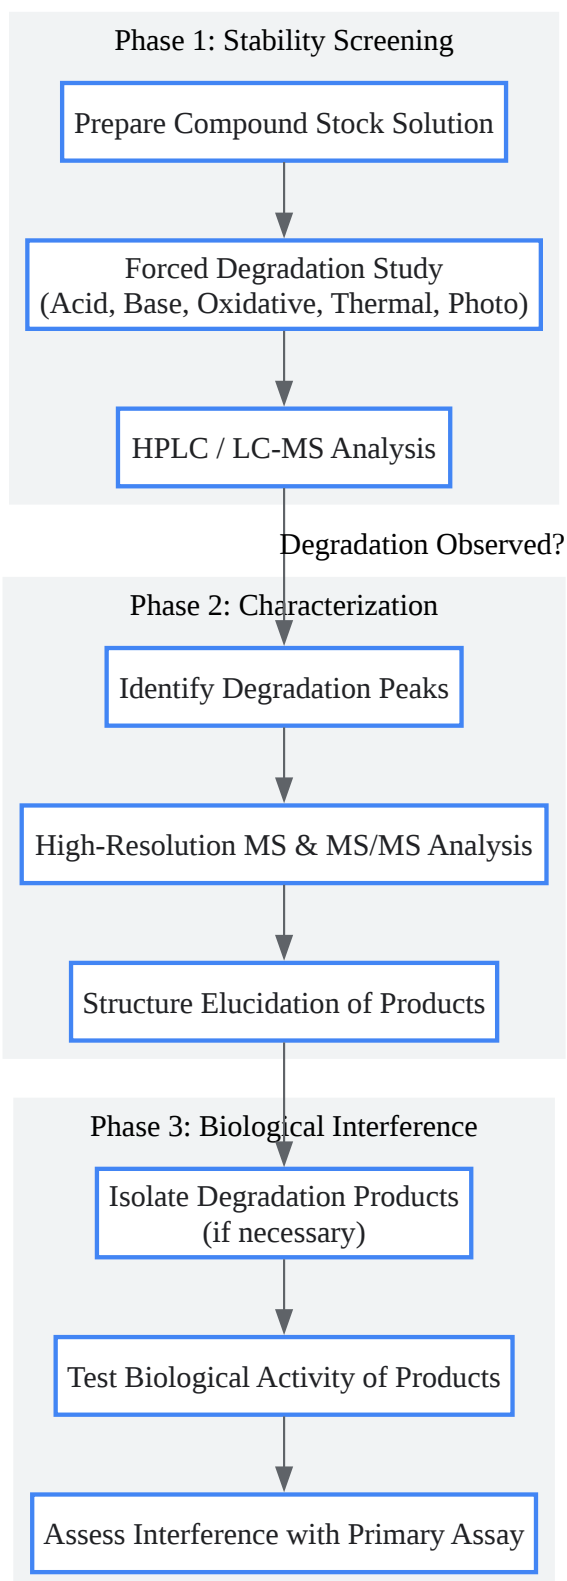 Phase 1: Stability Screening
Prepare Compound Stock Solution
Forced Degradation Study
(Acid, Base, Oxidative, Thermal, Photo)
HPLC / LC-MS Analysis
Degradation Observed?
Phase 2: Characterization
Identify Degradation Peaks
High-Resolution MS & MS/MS Analysis
Structure Elucidation of Products
Phase 3: Biological Interference
Isolate Degradation Products
(if necessary)
Test Biological Activity of Products
Assess Interference with Primary Assay